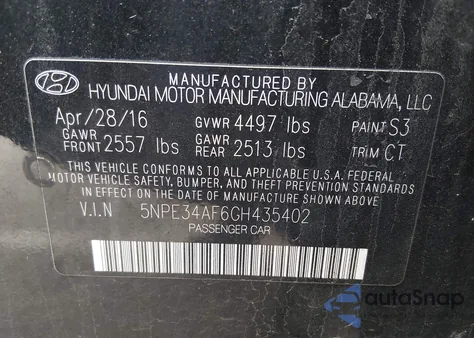 MANUFACTURED BY
HYUNDAI MOTOR MANUFACTURING ALABAMA, LLC
Apr/28/16 GVWR 4497 lbs PAINT S3
GAWR FRONT 2557 lbs GAWR REAR 2513 lbs TRIM CT
THIS VEHICLE CONFORMS TO ALL APPLICABLE U.S.A. FEDERAL
MOTOR VEHICLE SAFETY, BUMPER, AND THEFT PREVENTION STANDARDS
IN EFFECT ON THE DATE OF MANUFACTURE SHOWN ABOVE.
V.I.N 5NPE34AF6GH435402
PASSENGER CAR
autoSnap